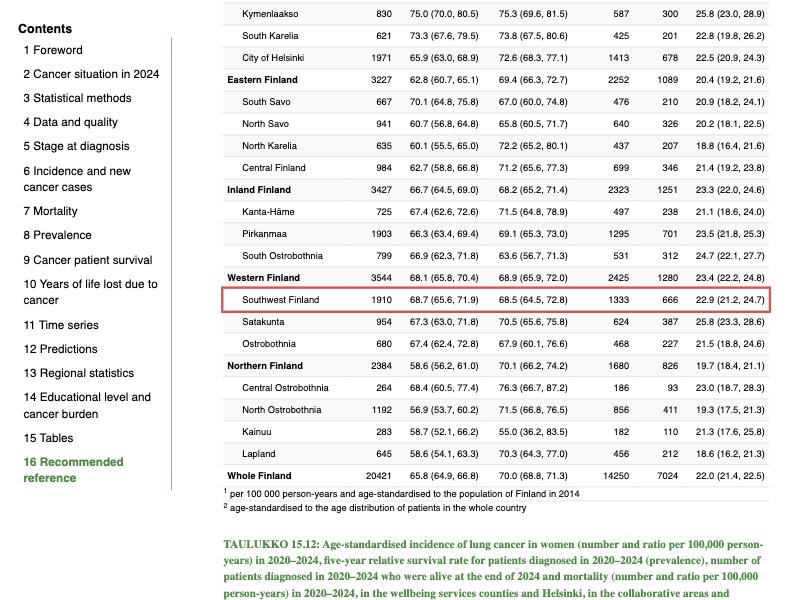 Contents
1 Foreword
2 Cancer situation in 2024
3 Statistical methods
4 Data and quality
5 Stage at diagnosis
6 Incidence and new
cancer cases
7 Mortality
8 Prevalence
9 Cancer patient survival
10 Years of life lost due to
cancer
11 Time series
12 Predictions
13 Regional statistics
14 Educational level and
cancer burden
15 Tables
16 Recommended
reference
Kymenlaakso 830 75.0 (70.0, 80.5) 75.3 (69.6, 81.5) 587 300 25.8 (23.0, 28.9)
South Karelia 621 73.3 (67.6, 79.5) 73.8 (67.5, 80.6) 425 201 22.8 (19.8, 26.2)
City of Helsinki 1971 65.9 (63.0, 68.9) 72.6 (68.3, 77.1) 1413 678 22.5 (20.9, 24.3)
Eastern Finland 3227 62.8 (60.7, 65.1) 69.4 (66.3, 72.7) 2252 1089 20.4 (19.2, 21.6)
South Savo 667 70.1 (64.8, 75.8) 67.0 (60.0, 74.8) 476 210 20.9 (18.2, 24.1)
North Savo 941 60.7 (56.8, 64.8) 65.8 (60.5, 71.7) 640 326 20.2 (18.1, 22.5)
North Karelia 635 60.1 (55.5, 65.0) 72.2 (65.2, 80.1) 437 207 18.8 (16.4, 21.6)
Central Finland 984 62.7 (58.8, 66.8) 71.2 (65.6, 77.3) 699 346 21.4 (19.2, 23.8)
Inland Finland 3427 66.7 (64.5, 69.0) 68.2 (65.2, 71.4) 2323 1251 23.3 (22.0, 24.6)
Kanta-Häme 725 67.4 (62.6, 72.6) 71.5 (64.8, 78.9) 497 238 21.1 (18.6, 24.0)
Pirkanmaa 1903 66.3 (63.4, 69.4) 69.1 (65.3, 73.0) 1295 701 23.5 (21.8, 25.3)
South Ostrobothnia 799 66.9 (62.3, 71.8) 63.6 (56.7, 71.3) 531 312 24.7 (22.1, 27.7)
Western Finland 3544 68.1 (65.8, 70.4) 68.9 (65.9, 72.0) 2425 1280 23.4 (22.2, 24.8)
Southwest Finland 1910 68.7 (65.6, 71.9) 68.5 (64.5, 72.8) 1333 666 22.9 (21.2, 24.7)
Satakunta 954 67.3 (63.0, 71.8) 70.5 (65.6, 75.8) 624 387 25.8 (23.3, 28.6)
Ostrobothnia 680 67.4 (62.4, 72.8) 67.9 (60.1, 76.6) 468 227 21.5 (18.8, 24.6)
Northern Finland 2384 58.6 (56.2, 61.0) 70.1 (66.2, 74.2) 1680 826 19.7 (18.4, 21.1)
Central Ostrobothnia 264 68.4 (60.5, 77.4) 76.3 (66.7, 87.2) 186 93 23.0 (18.7, 28.3)
North Ostrobothnia 1192 56.9 (53.7, 60.2) 71.5 (66.8, 76.5) 856 411 19.3 (17.5, 21.3)
Kainuu 283 58.7 (52.1, 66.2) 55.0 (36.2, 83.5) 182 110 21.3 (17.6, 25.8)
Lapland 645 58.6 (54.1, 63.3) 70.3 (64.3, 77.0) 456 212 18.6 (16.2, 21.3)
Whole Finland 20421 65.8 (64.9, 66.8) 70.0 (68.8, 71.3) 14250 7024 22.0 (21.4, 22.5)
1 per 100 000 person-years and age-standardised to the population of Finland in 2014
2 age-standardised to the age distribution of patients in the whole country
TAULUKKO 15.12: Age-standardised incidence of lung cancer in women (number and ratio per 100,000 person-
years) in 2020–2024, five-year relative survival rate for patients diagnosed in 2020–2024 (prevalence), number of
patients diagnosed in 2020–2024 who were alive at the end of 2024 and mortality (number and ratio per 100,000
person-years) in 2020–2024, in the wellbeing services counties and Helsinki, in the collaborative areas and